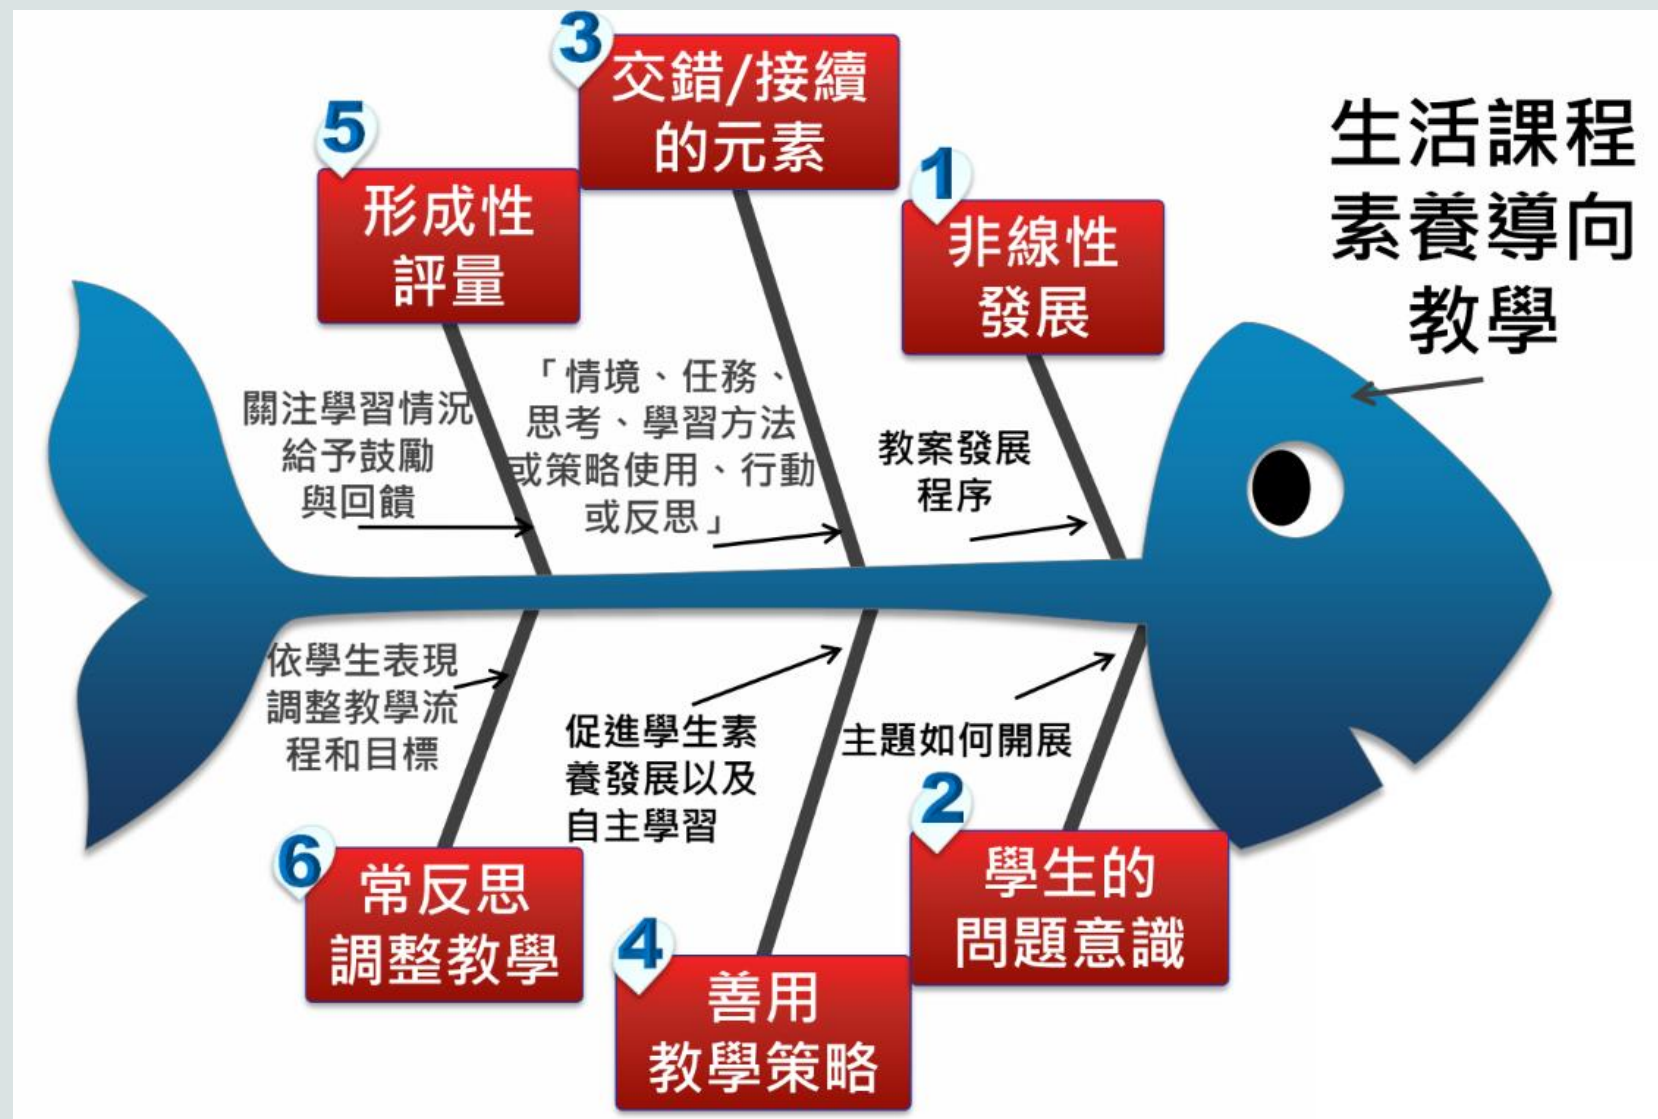 生活課程
素養導向
教學
1
非線性
發展
教案發展
程序
2
學生的
問題意識
主題如何開展
3
交錯/接續
的元素
「情境、任務、
思考、學習方法
或策略使用、行動
或反思」
4
善用
教學策略
促進學生素
養發展以及
自主學習
5
形成性
評量
關注學習情況
給予鼓勵
與回饋
6
常反思
調整教學
依學生表現
調整教學流
程和目標